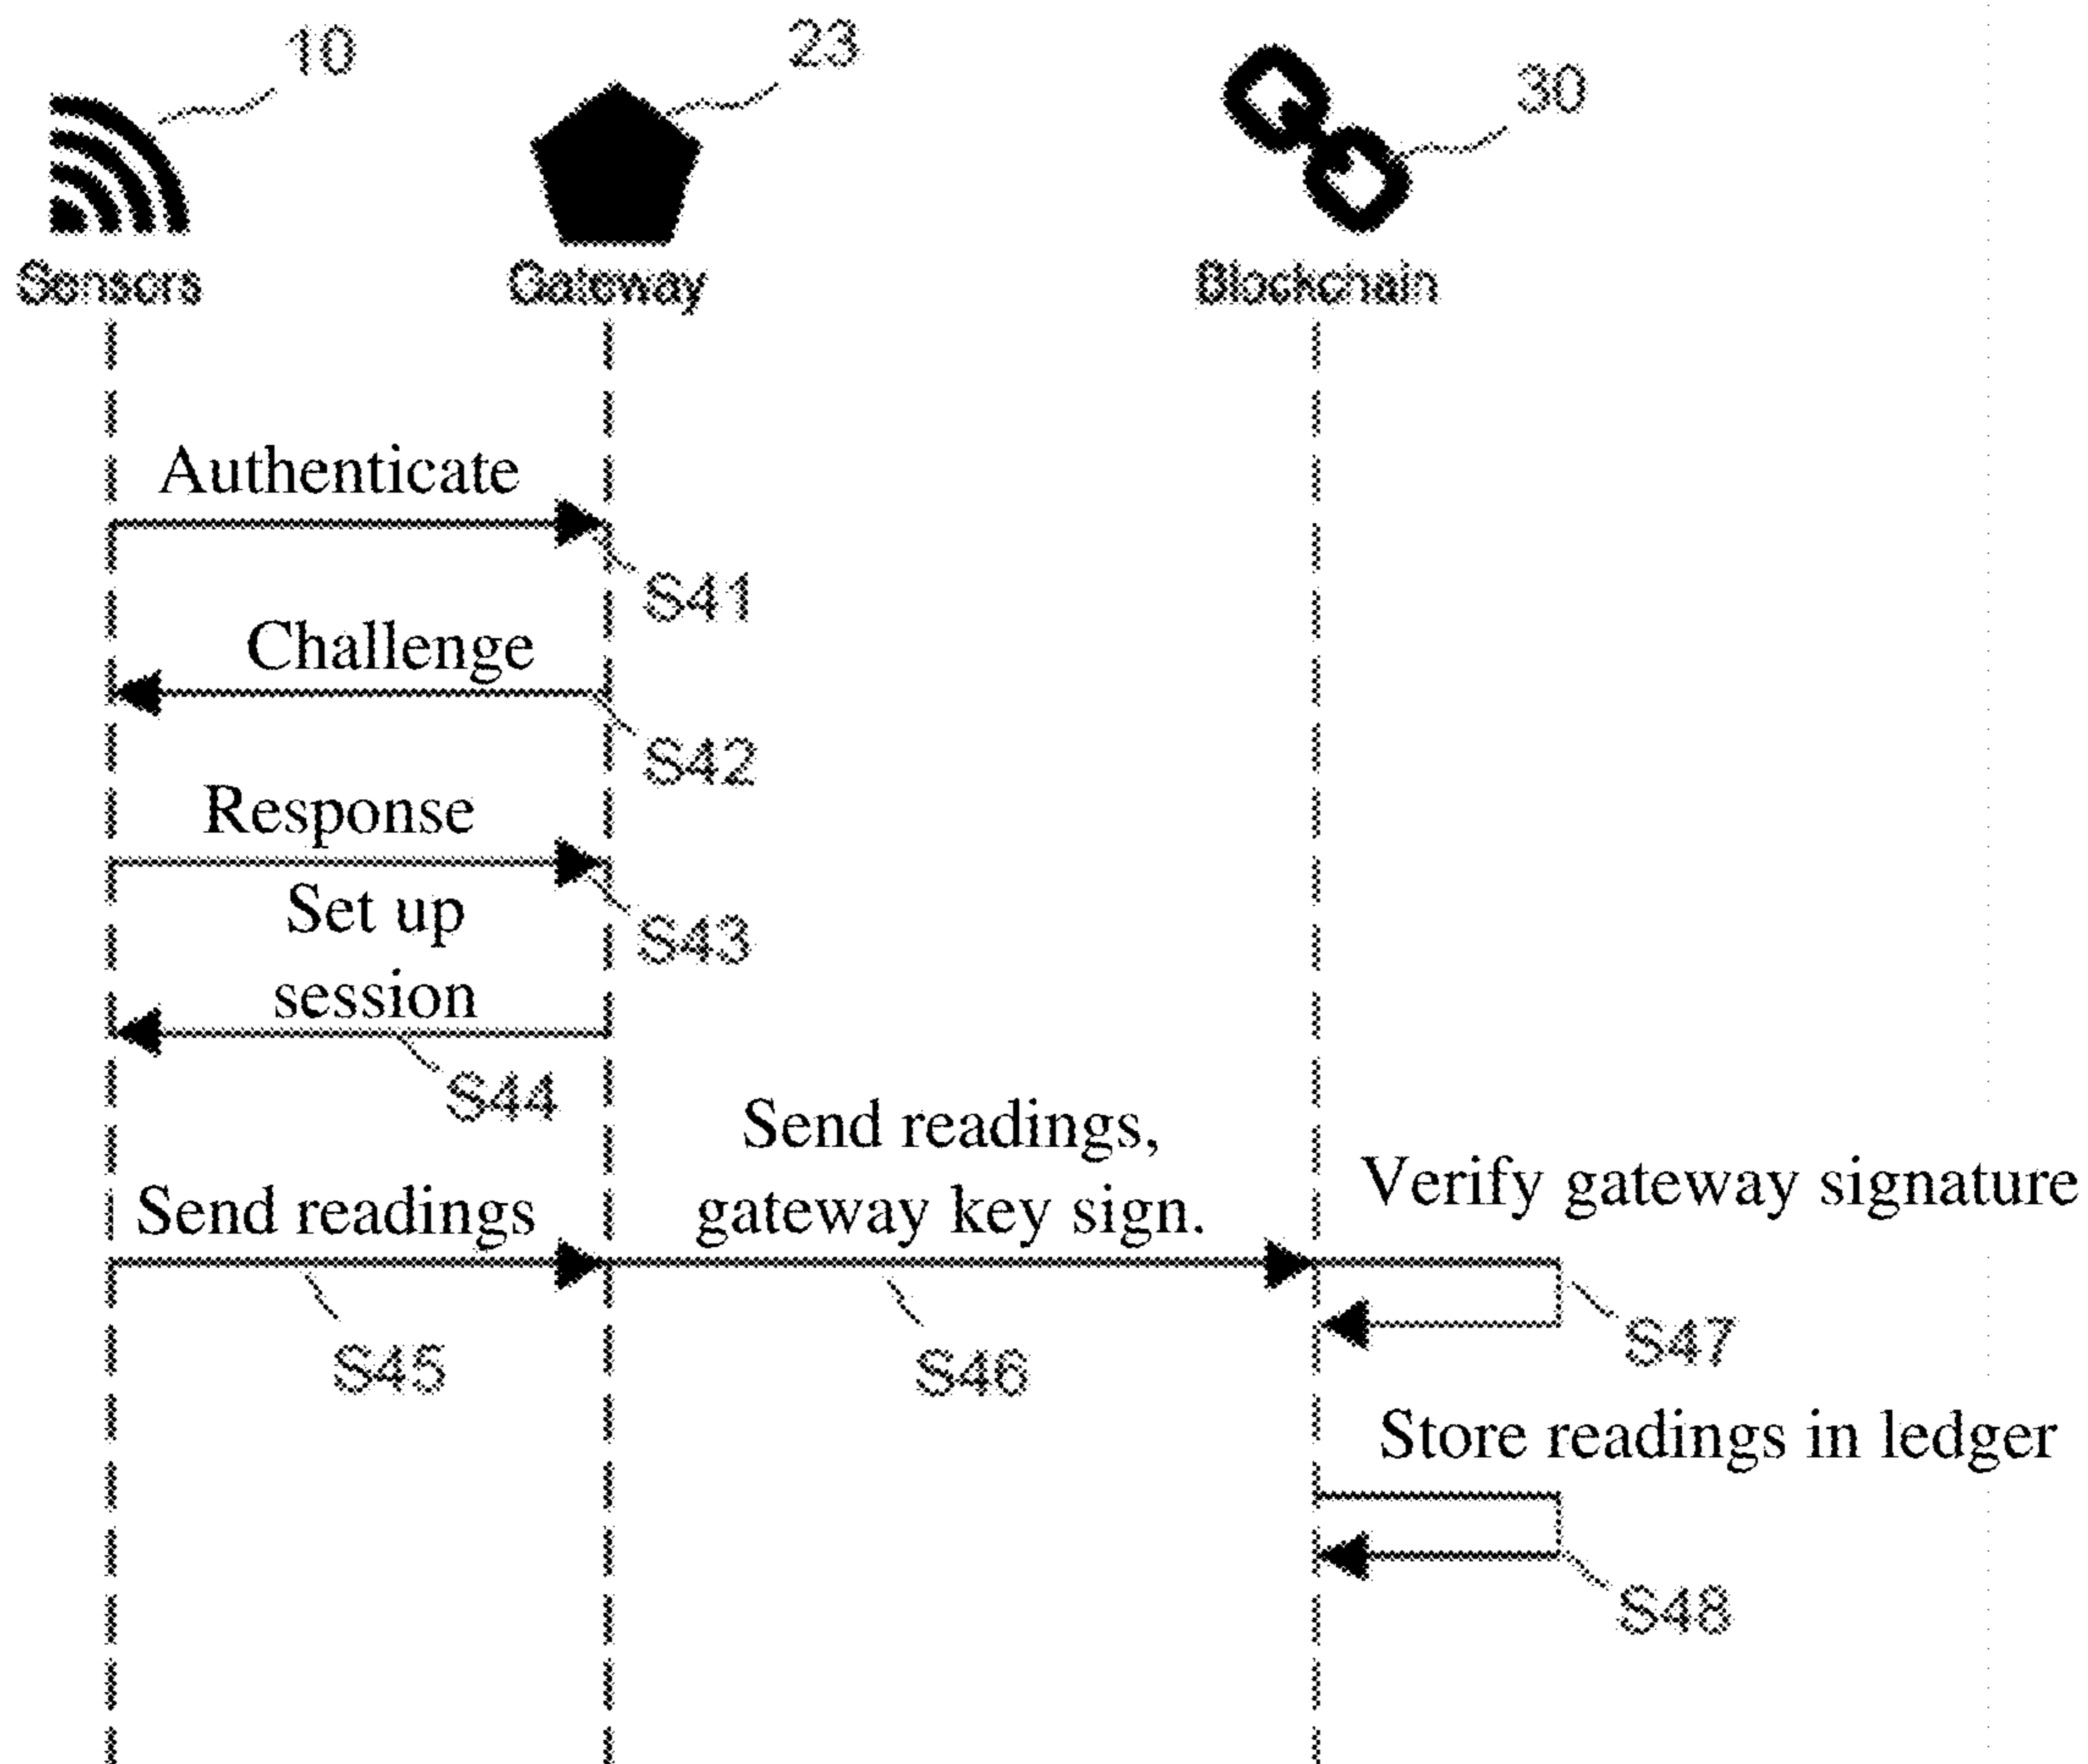 10
23
30
Sensors
Gateway
Blockchain
Authenticate
S41
Challenge
S42
Response
S43
Set up
session
S44
Send readings,
gateway key sign.
Verify gateway signature
Send readings
S45
S46
S47
Store readings in ledger
S48